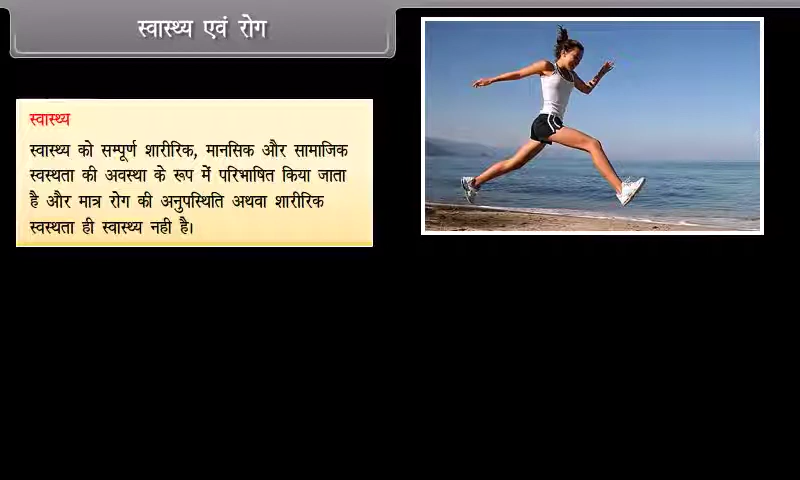 स्वास्थ्य एवं रोग
स्वास्थ्य
स्वास्थ्य को सम्पूर्ण शारीरिक, मानसिक और सामाजिक
स्वस्थता की अवस्था के रूप में परिभाषित किया जाता
है और मात्र रोग की अनुपस्थिति अथवा शारीरिक
स्वस्थता ही स्वास्थ्य नही है।